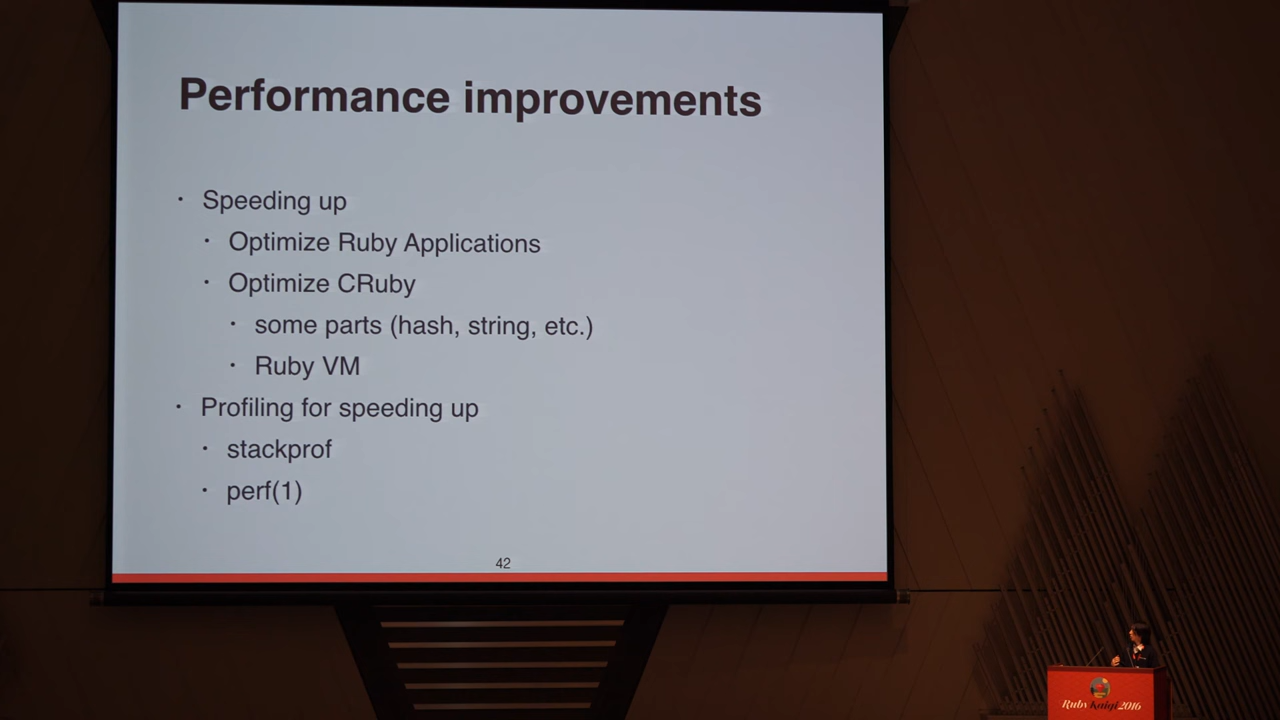 Performance improvements
· Speeding up
· Optimize Ruby Applications
· Optimize CRuby
· some parts (hash, string, etc.)
· Ruby VM
· Profiling for speeding up
· stackprof
· perf(1)
42
RubyKaigi 2016